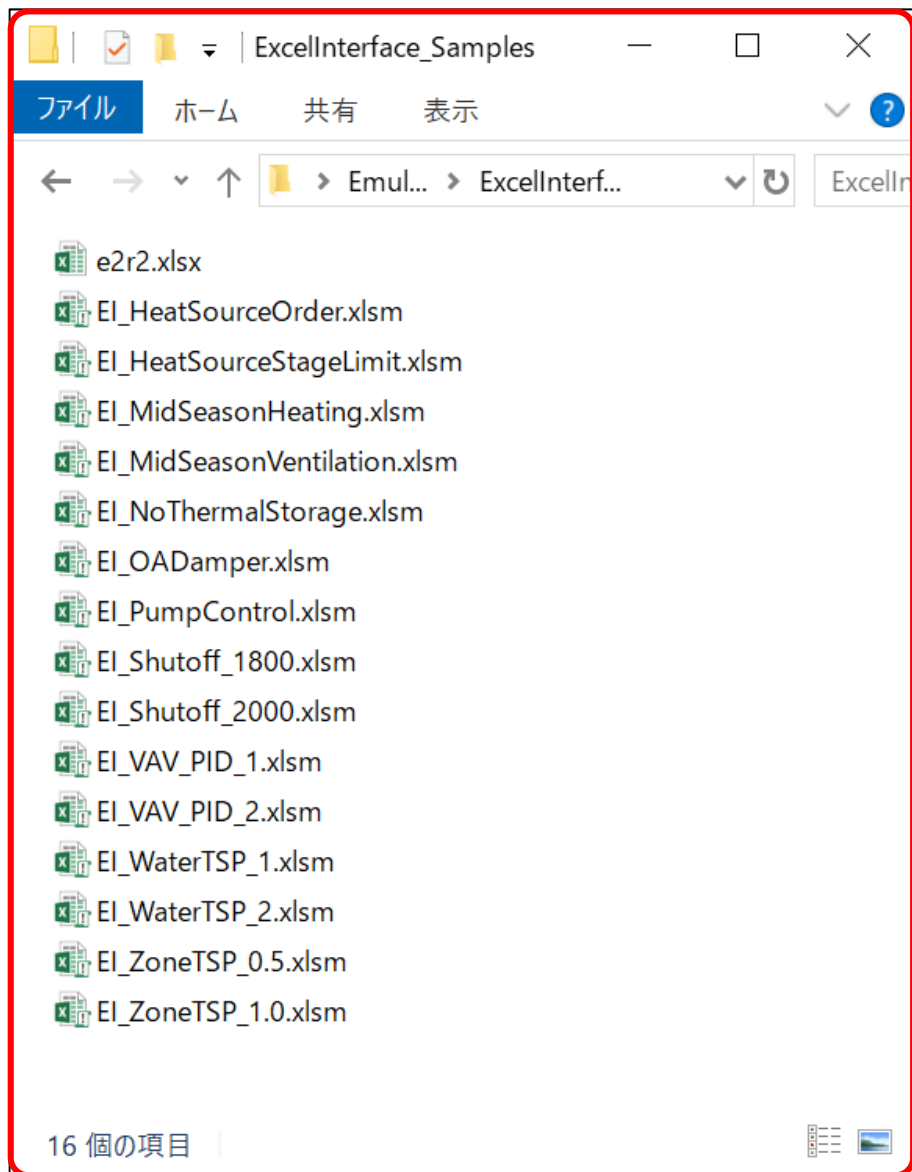 ExcelInterface_Samples
ファイル ホーム 共有 表示
Emul... ExcelInterf... ExcelIn
e2r2.xlsx
EI_HeatSourceOrder.xlsm
EI_HeatSourceStageLimit.xlsm
EI_MidSeasonHeating.xlsm
EI_MidSeasonVentilation.xlsm
EI_NoThermalStorage.xlsm
EI_OADamper.xlsm
EI_PumpControl.xlsm
EI_Shutoff_1800.xlsm
EI_Shutoff_2000.xlsm
EI_VAV_PID_1.xlsm
EI_VAV_PID_2.xlsm
EI_WaterTSP_1.xlsm
EI_WaterTSP_2.xlsm
EI_ZoneTSP_0.5.xlsm
EI_ZoneTSP_1.0.xlsm
16 個の項目